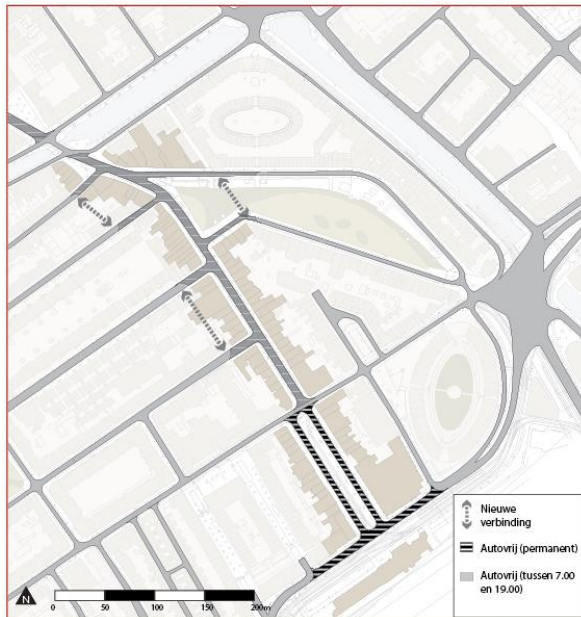 Nieuwe
verbinding
Autovrij (permanent)
Autovrij (tussen 7.00
en 19.00)
N
0 50 100 150 200m